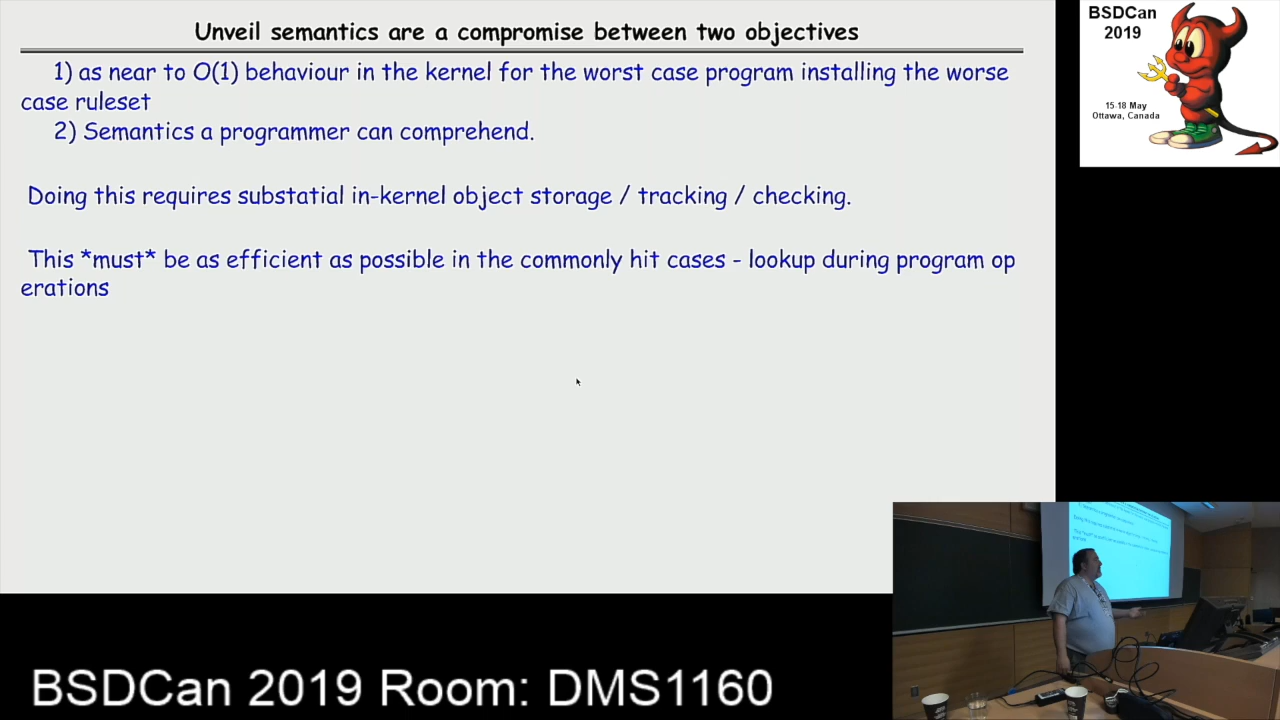 Unveil semantics are a compromise between two objectives
1) as near to O(1) behaviour in the kernel for the worst case program installing the worse
case ruleset
2) Semantics a programmer can comprehend.
Doing this requires substatial in-kernel object storage / tracking / checking.
This *must* be as efficient as possible in the commonly hit cases - lookup during program op
erations
BSDCan
2019
15-18 May
Ottawa, Canada
BSDCan 2019 Room: DMS1160